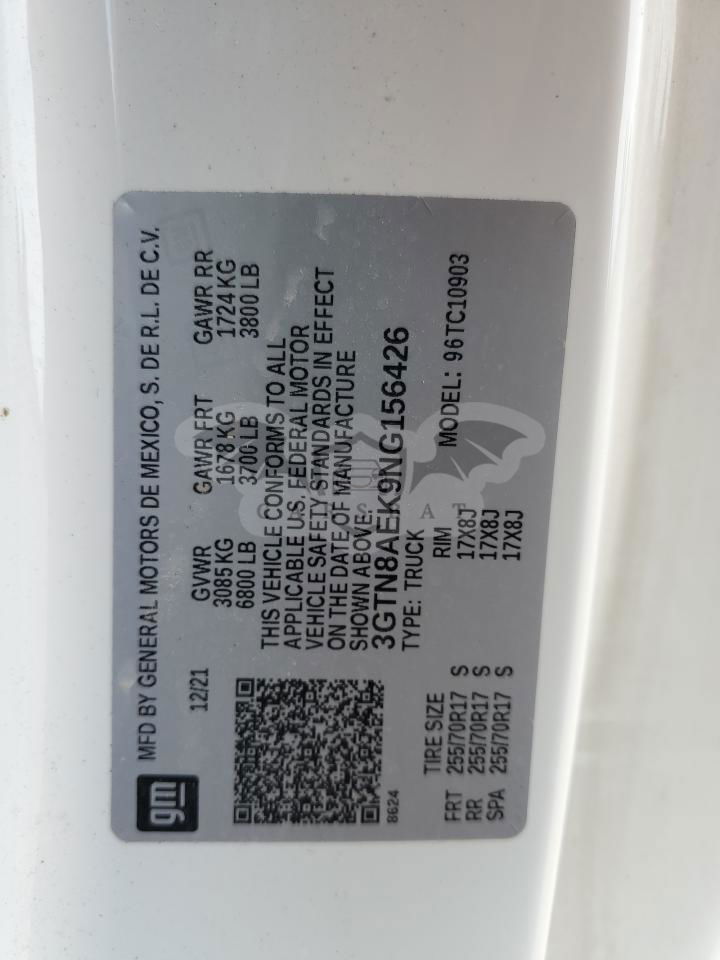 gm
MFD BY GENERAL MOTORS DE MEXICO, S. DE R.L. DE C.V.
12/21
GVWR GAWR FRT GAWR RR
3085 KG 1678 KG 1724 KG
6800 LB 3700 LB 3800 LB
THIS VEHICLE CONFORMS TO ALL
APPLICABLE U.S. FEDERAL MOTOR
VEHICLE SAFETY STANDARDS IN EFFECT
ON THE DATE OF MANUFACTURE
SHOWN ABOVE.
3GTN8AEK9NG156426
TYPE: TRUCK MODEL: 96TC10903
8624
TIRE SIZE RIM
FRT 255/70R17 S 17X8J
RR 255/70R17 S 17X8J
SPA 255/70R17 S 17X8J